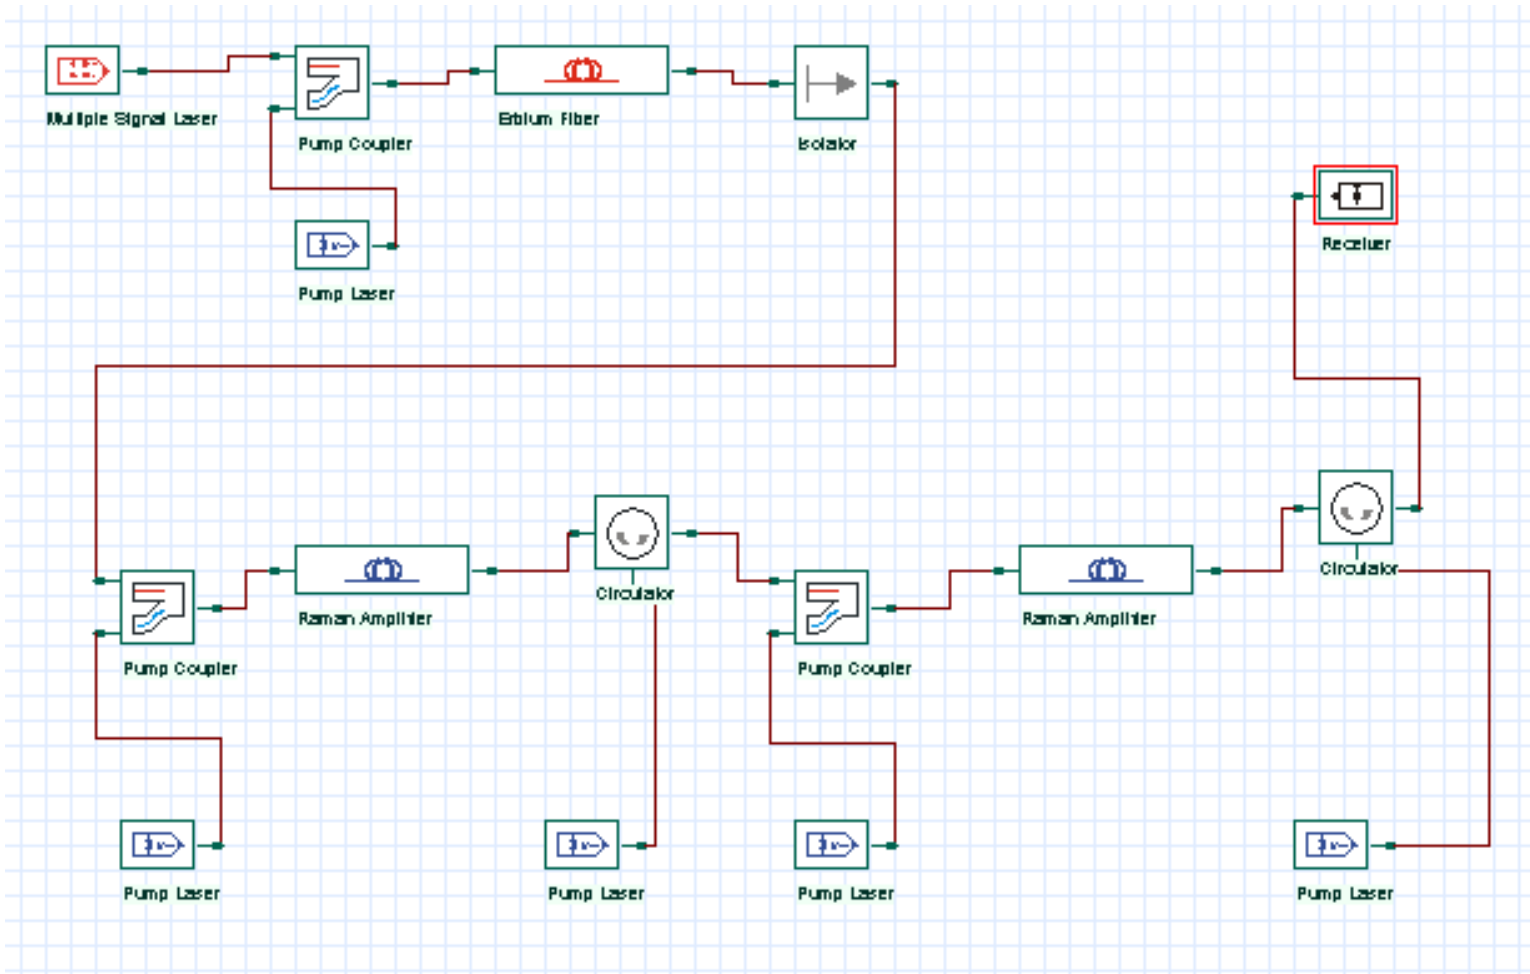 Multiple Signal Laser
Pump Coupler
Erbium Fiber
Isolator
Pump Laser
Receiver
Raman Amplifier
Circulator
Raman Amplifier
Circulator
Pump Coupler
Pump Coupler
Pump Laser
Pump Laser
Pump Laser
Pump Laser